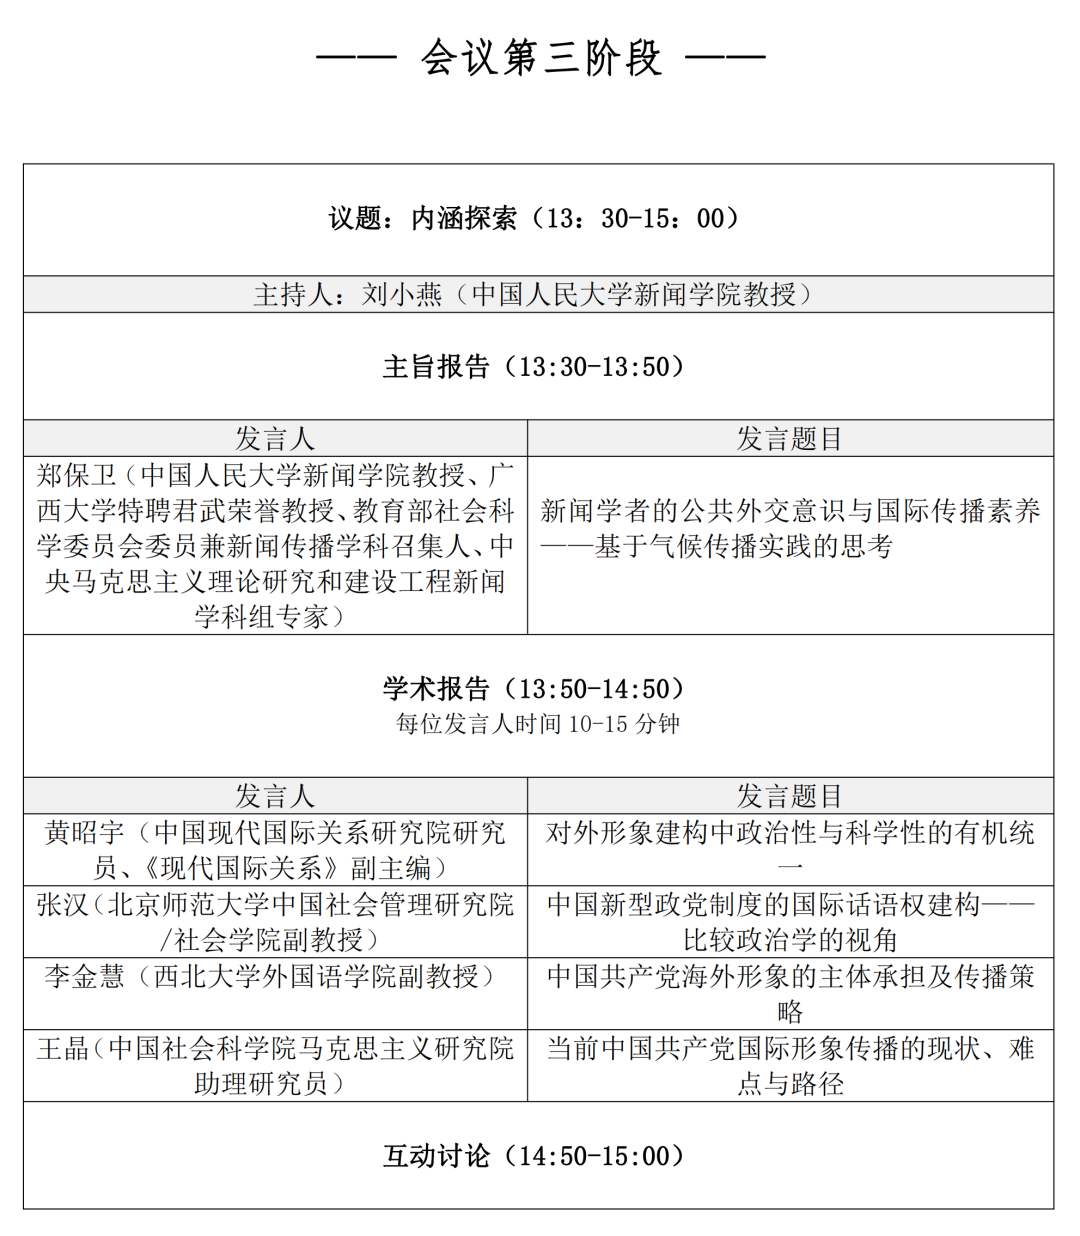 —— 会议第三阶段 ——
议题：内涵探索（13：30-15：00）
主持人：刘小燕（中国人民大学新闻学院教授）
主旨报告（13:30-13:50）
发言人
发言题目
郑保卫（中国人民大学新闻学院教授、广
西大学特聘君武荣誉教授、教育部社会科
学委员会委员兼新闻传播学科召集人、中
央马克思主义理论研究和建设工程新闻
学科组专家）
新闻学者的公共外交意识与国际传播素养
——基于气候传播实践的思考
学术报告（13:50-14:50）
每位发言人时间 10-15 分钟
发言人
发言题目
黄昭宇（中国现代国际关系研究院研究
员、《现代国际关系》副主编）
对外形象建构中政治性与科学性的有机统
一
张汉（北京师范大学中国社会管理研究院
/社会学院副教授）
中国新型政党制度的国际话语权建构——
比较政治学的视角
李金慧（西北大学外国语学院副教授）
中国共产党海外形象的主体承担及传播策
略
王晶（中国社会科学院马克思主义研究院
助理研究员）
当前中国共产党国际形象传播的现状、难
点与路径
互动讨论（14:50-15:00）